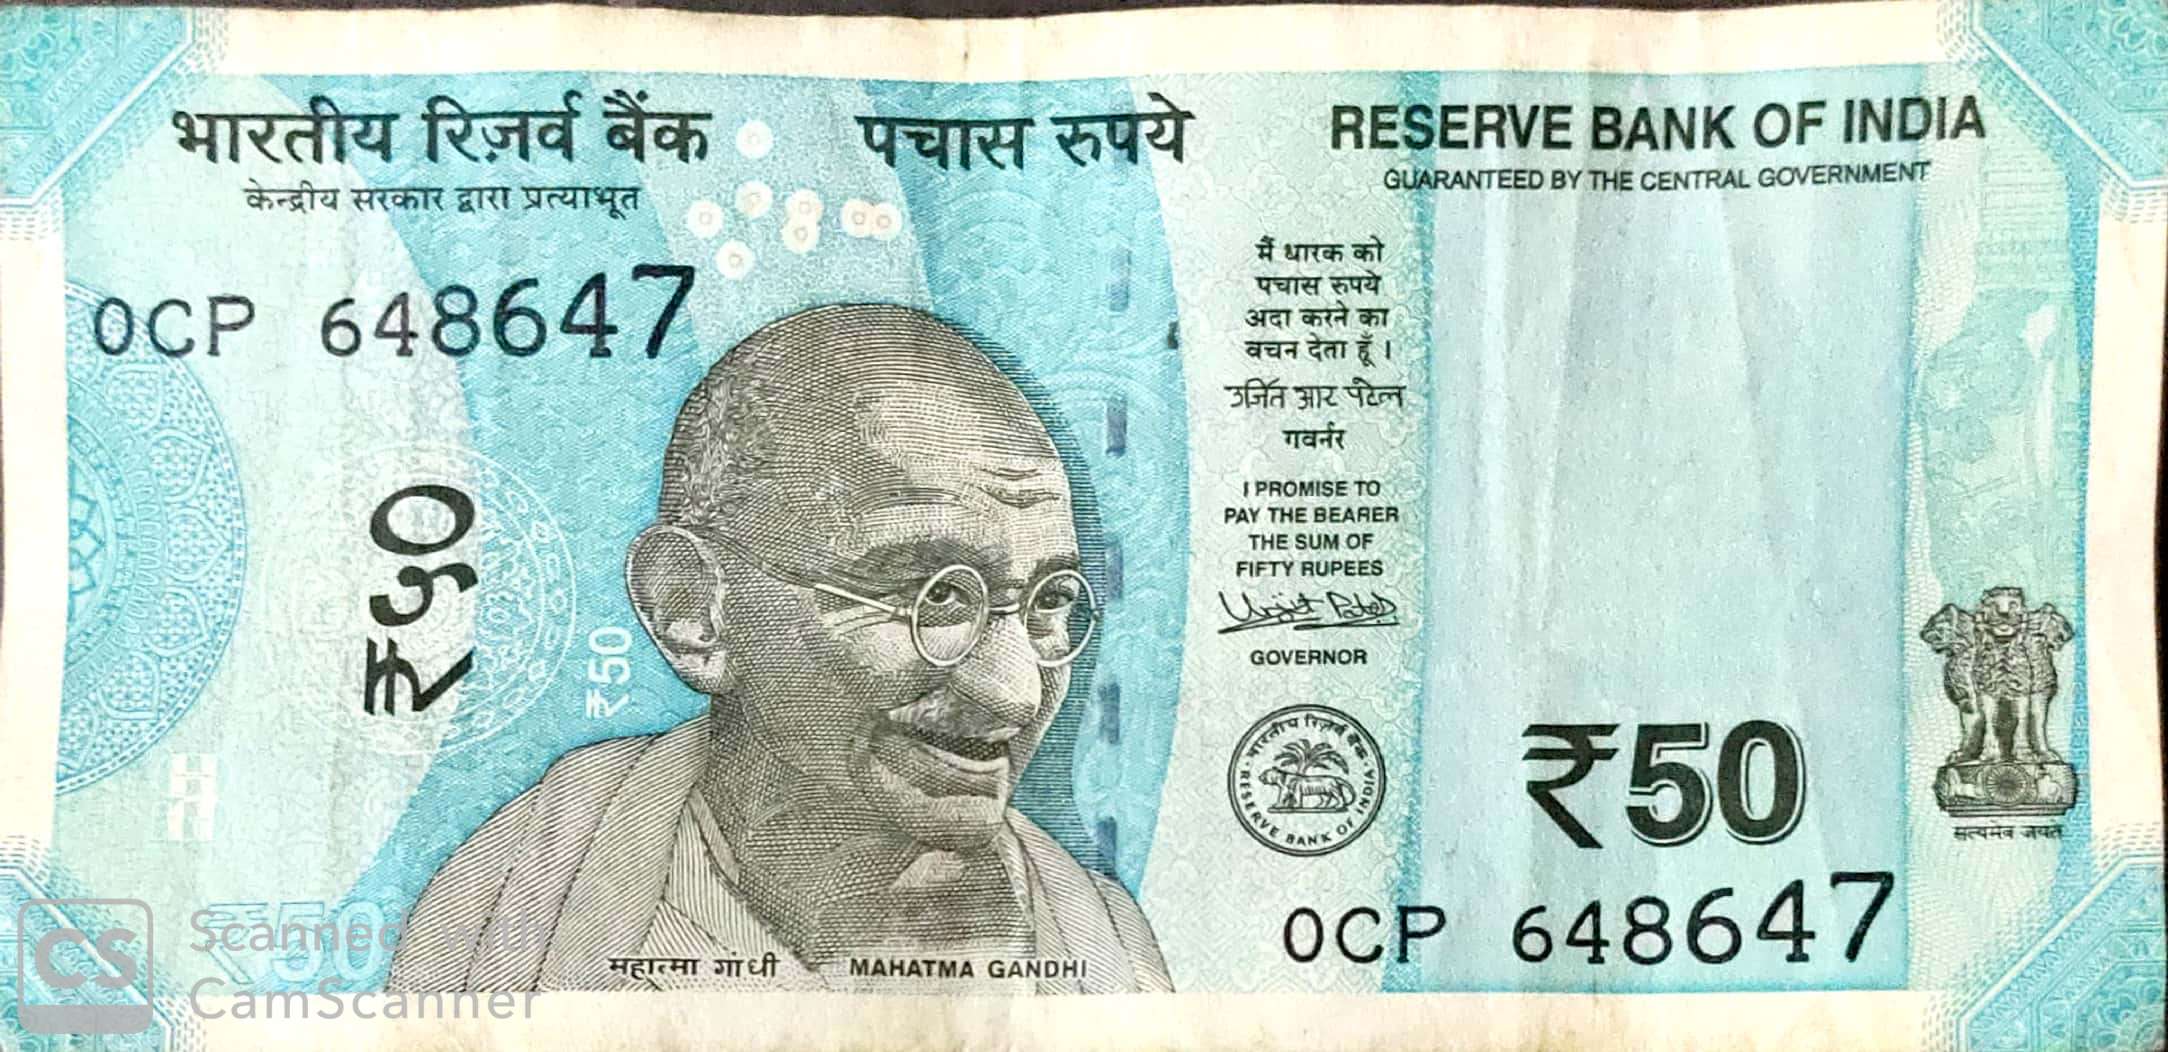 भारतीय रिज़र्व बैंक
केन्द्रीय सरकार द्वारा प्रत्याभूत
पचास रुपये
RESERVE BANK OF INDIA
GUARANTEED BY THE CENTRAL GOVERNMENT
0CP 648647
₹५०
₹50
मैं धारक को
पचास रुपये
अदा करने का
वचन देता हूँ ।
उर्जित आर पटेल
गवर्नर
I PROMISE TO
PAY THE BEARER
THE SUM OF
FIFTY RUPEES
Urjit Patel
GOVERNOR
भारतीय रिज़र्व बैंक
RESERVE BANK OF INDIA
₹50
सत्यमेव जयते
0CP 648647
₹50
महात्मा गांधी
MAHATMA GANDHI
CS
Scanned with
CamScanner